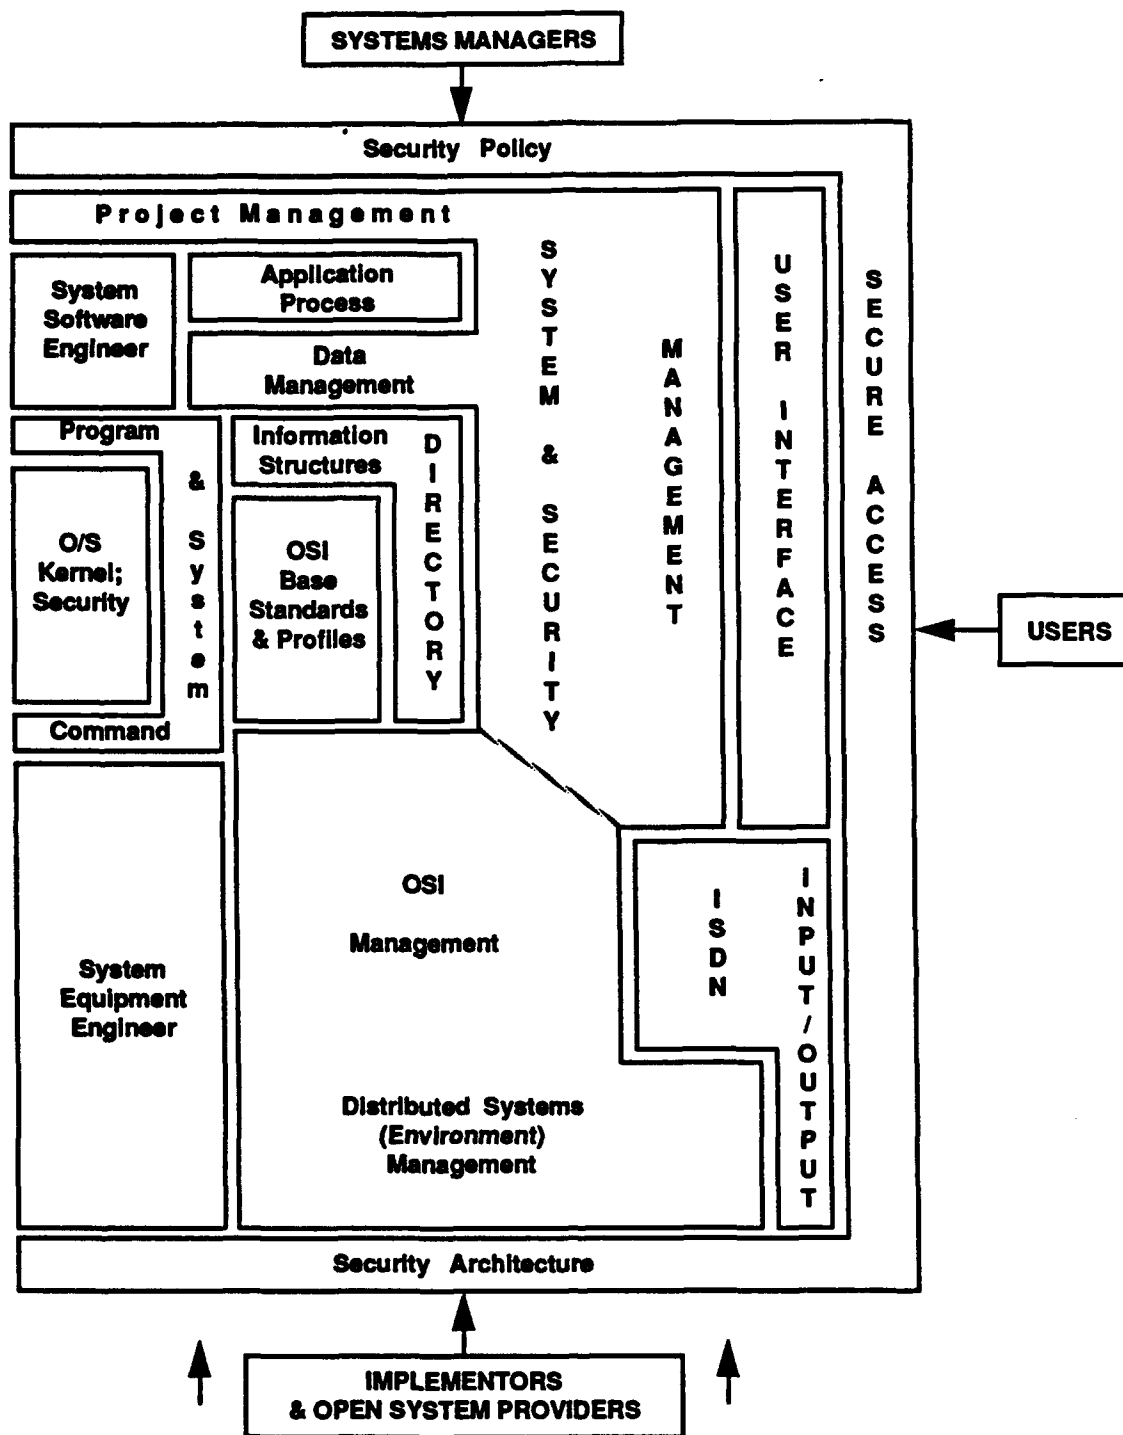 SYSTEMS MANAGERS
Security Policy
Project Management
SYSTEM & SECURITY
MANAGEMENT
USER INTERFACE
SECURE ACCESS
System
Software
Engineer
Application
Process
Data
Management
Program
& System
Command
O/S
Kernel;
Security
Information
Structures
DIRECTORY
OSI
Base
Standards
& Profiles
USERS
System
Equipment
Engineer
OSI
Management
Distributed Systems
(Environment)
Management
ISDN
INPUT/OUTPUT
Security Architecture
IMPLEMENTORS
& OPEN SYSTEM PROVIDERS